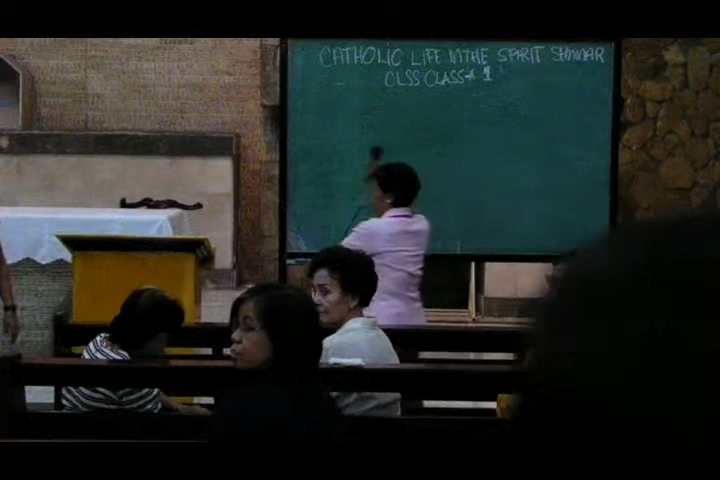 CATHOLIC LIFE IN THE SPIRIT SEMINAR
CLSS CLASS # 1